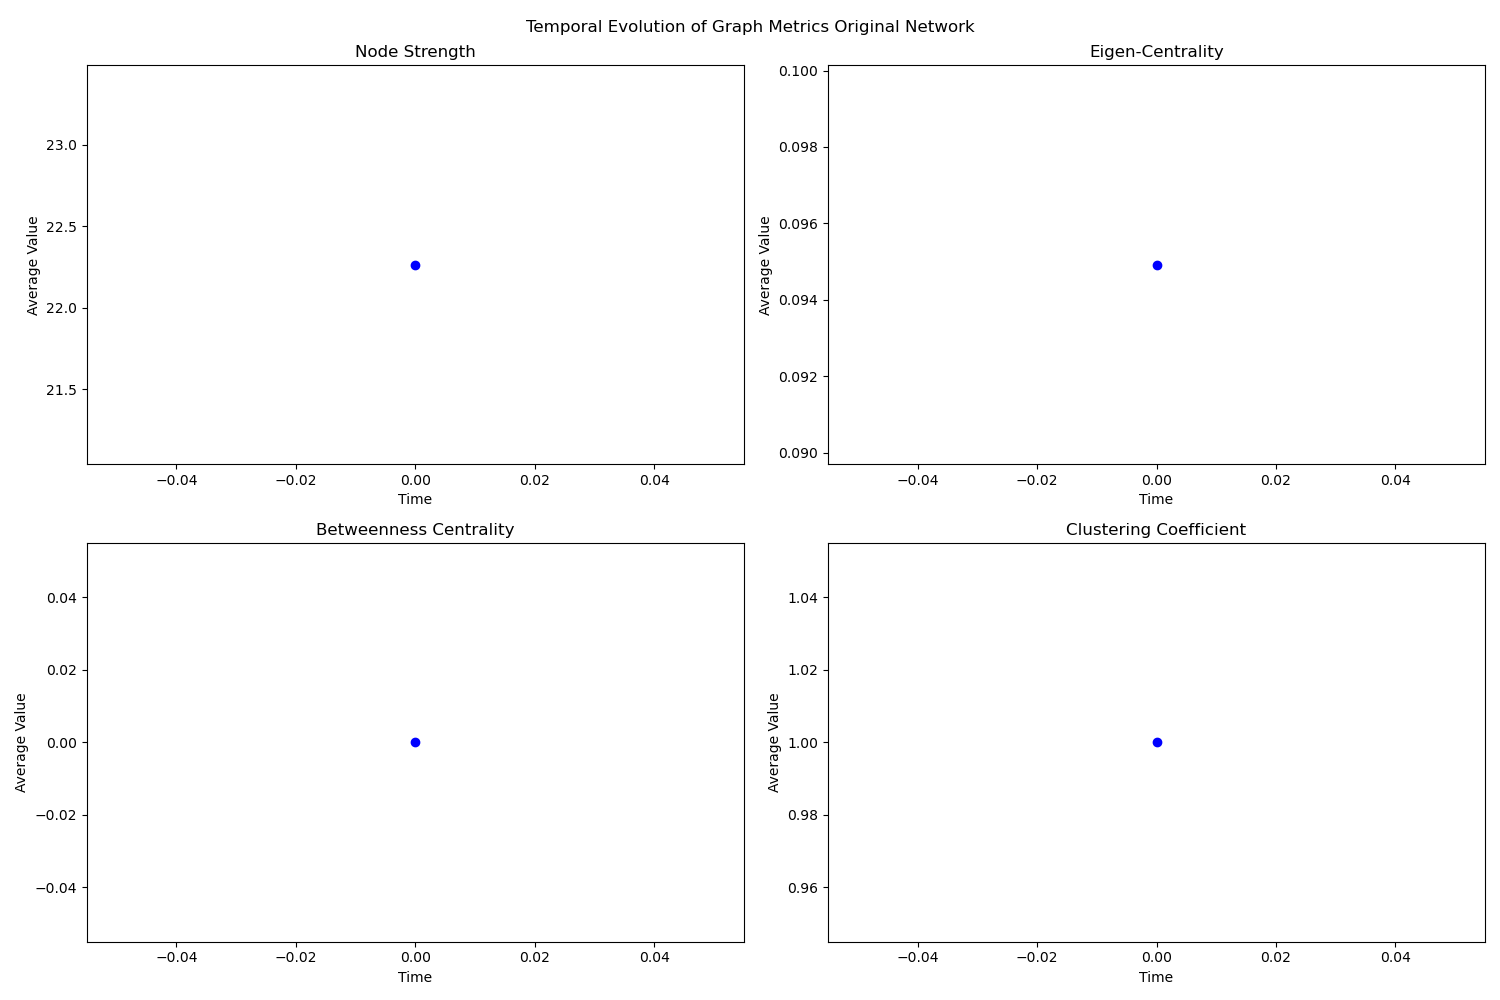 Temporal Evolution of Graph Metrics Original Network
Node Strength
23.0
22.5
22.0
21.5
Average Value
−0.04 −0.02 0.00 0.02 0.04
Time
Eigen-Centrality
0.100
0.098
0.096
0.094
0.092
0.090
Average Value
−0.04 −0.02 0.00 0.02 0.04
Time
Betweenness Centrality
0.04
0.02
0.00
−0.02
−0.04
Average Value
−0.04 −0.02 0.00 0.02 0.04
Time
Clustering Coefficient
1.04
1.02
1.00
0.98
0.96
Average Value
−0.04 −0.02 0.00 0.02 0.04
Time